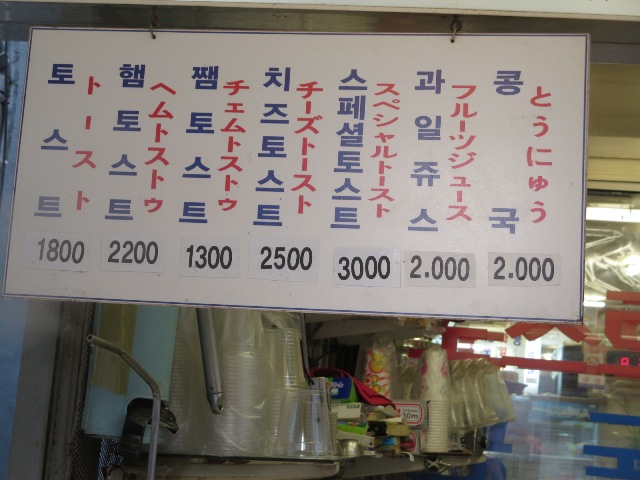 토스트
トースト
1800
햄토스트
ヘムトストゥ
2200
쨈토스트
チェムトストゥ
1300
치즈토스트
チーズトースト
2500
스페셜토스트
スペシャルトースト
3000
과일쥬스
フルーツジュース
2.000
콩국
とうにゅう
2.000